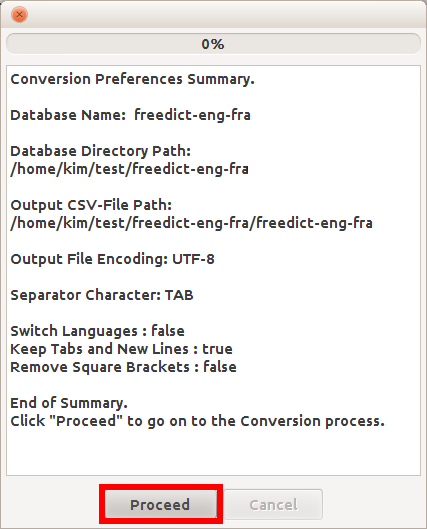 0%
Conversion Preferences Summary.
Database Name:  freedict-eng-fra
Database Directory Path:
/home/kim/test/freedict-eng-fra
Output CSV-File Path:
/home/kim/test/freedict-eng-fra/freedict-eng-fra
Output File Encoding: UTF-8
Separator Character: TAB
Switch Languages : false
Keep Tabs and New Lines : true
Remove Square Brackets : false
End of Summary.
Click "Proceed" to go on to the Conversion process.
Proceed
Cancel